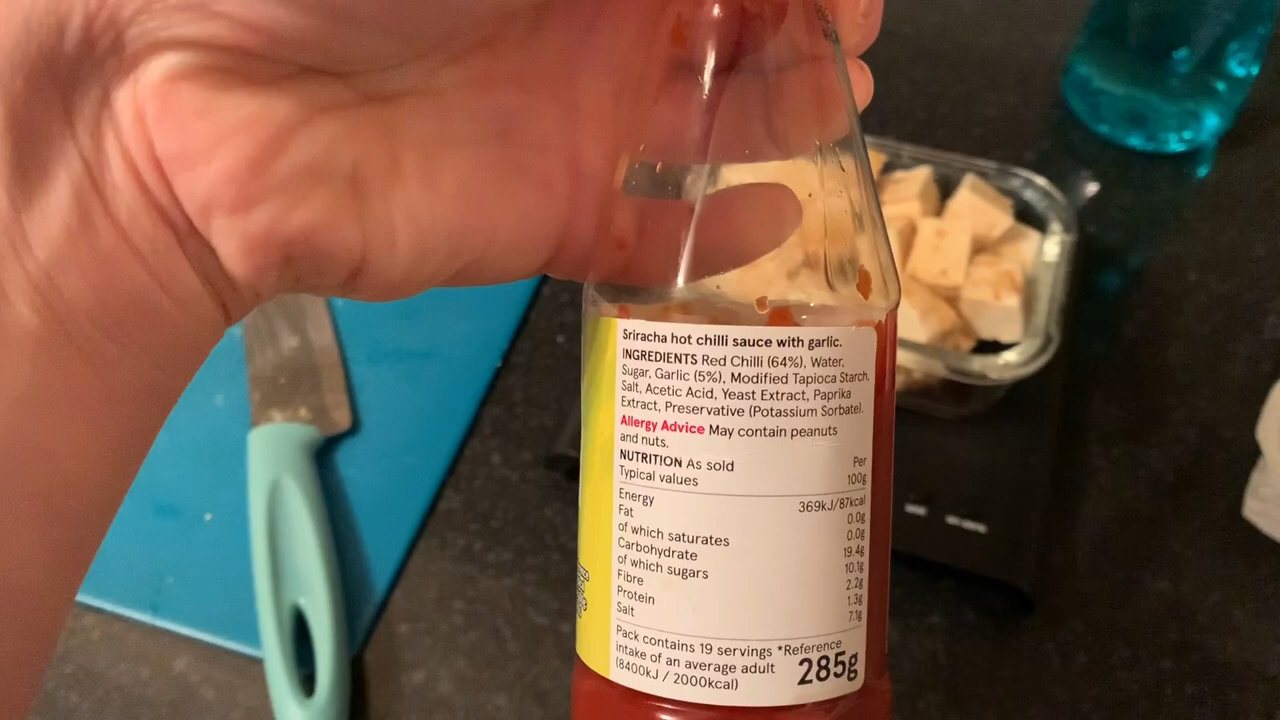 Sriracha hot chilli sauce with garlic.
INGREDIENTS Red Chilli (64%), Water,
Sugar, Garlic (5%), Modified Tapioca Starch,
Salt, Acetic Acid, Yeast Extract, Paprika
Extract, Preservative (Potassium Sorbate).
Allergy Advice May contain peanuts
and nuts.
NUTRITION As sold Per
Typical values 100g
Energy 369kJ/87kcal
Fat 0.0g
of which saturates 0.0g
Carbohydrate 19.4g
of which sugars 10.1g
Fibre 2.2g
Protein 1.3g
Salt 7.1g
Pack contains 19 servings *Reference
intake of an average adult
(8400kJ / 2000kcal)
285g